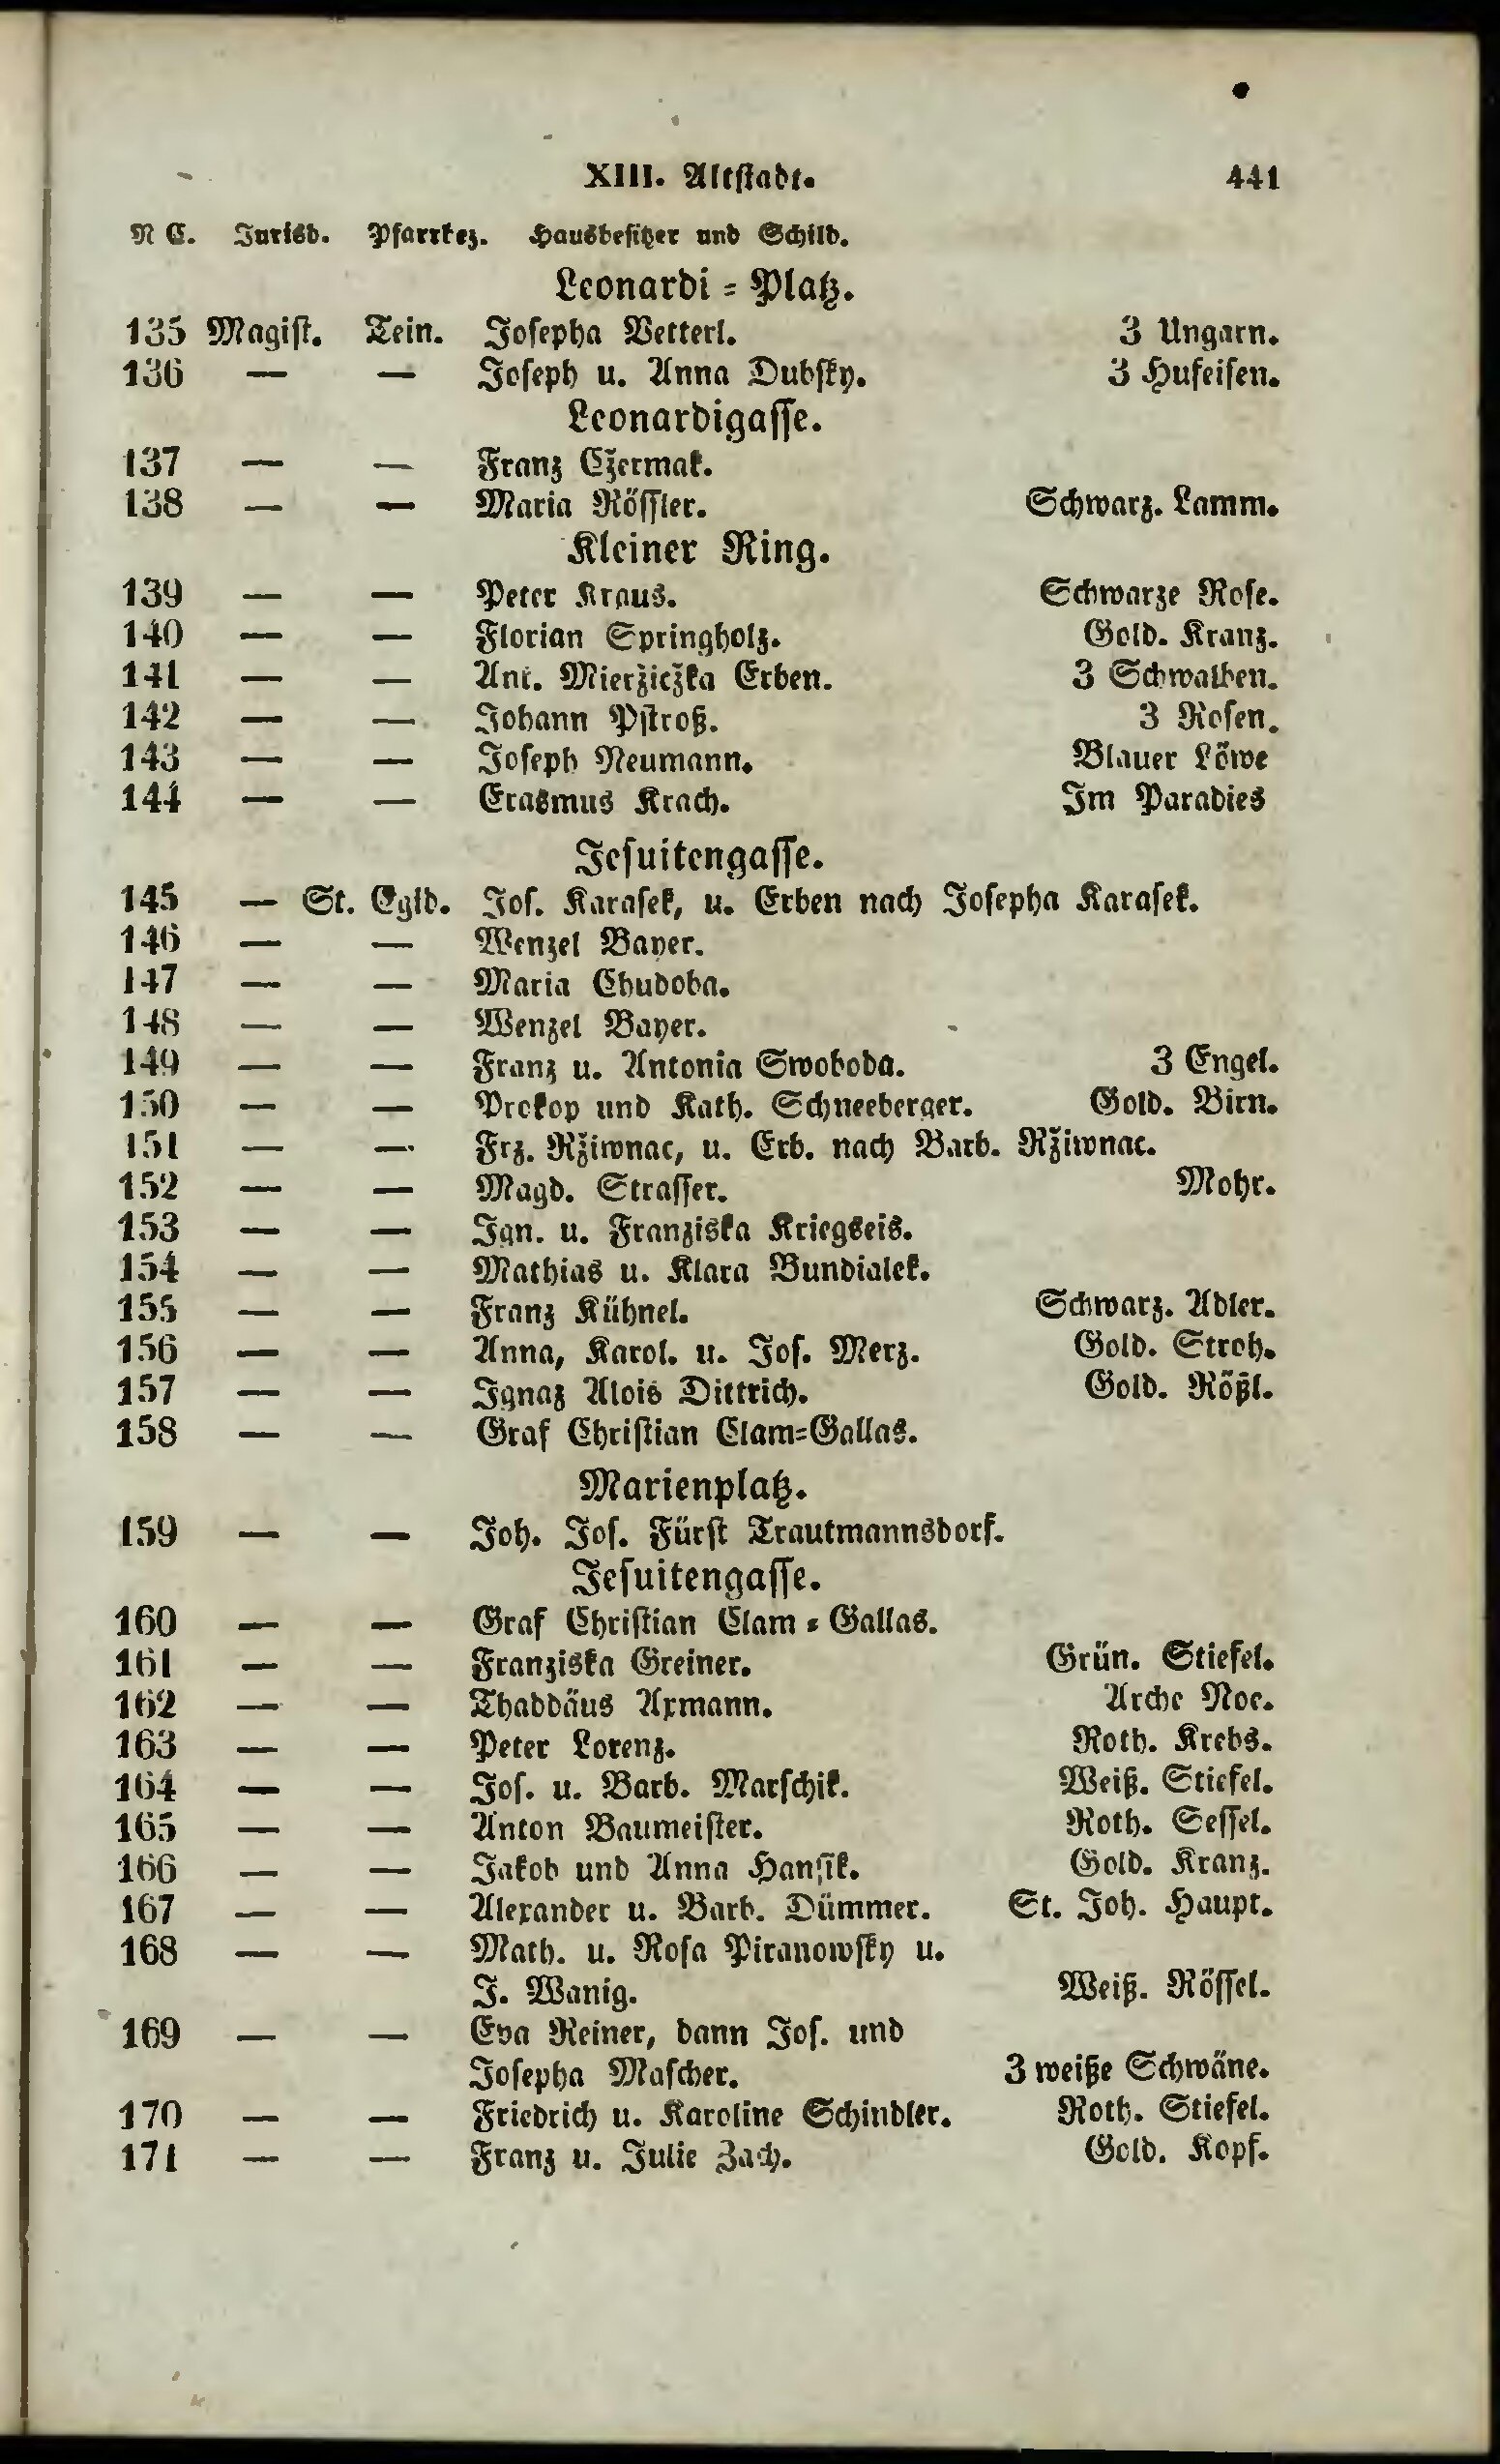 XIII. Altstadt. 441
N C. Jurisd. Pfarrbez. Hausbesitzer und Schild.
Leonardi = Platz.
135 Magist. Tein. Josepha Vetterl. 3 Ungarn.
136 — — Joseph u. Anna Dubsky. 3 Hufeisen.
Leonardigasse.
137 — — Franz Cžermak.
138 — — Maria Rössler. Schwarz. Lamm.
Kleiner Ring.
139 — — Peter Kraus. Schwarze Rose.
140 — — Florian Springholz. Gold. Kranz.
141 — — Ant. Mieržiežka Erben. 3 Schwalben.
142 — — Johann Pstroß. 3 Rosen.
143 — — Joseph Neumann. Blauer Löwe
144 — — Erasmus Krach. Im Paradies
Jesuitengasse.
145 — St. Egid. Jos. Karasek, u. Erben nach Josepha Karasek.
146 — — Wenzel Bayer.
147 — — Maria Chudoba.
148 — — Wenzel Bayer.
149 — — Franz u. Antonia Swoboda. 3 Engel.
150 — — Prokop und Kath. Schneeberger. Gold. Birn.
151 — — Frz. Ržiwnac, u. Erb. nach Barb. Ržiwnac.
152 — — Magd. Strasser. Mohr.
153 — — Ign. u. Franziska Kriegseis.
154 — — Mathias u. Klara Bundialek.
155 — — Franz Kühnel. Schwarz. Adler.
156 — — Anna, Karol. u. Jos. Merz. Gold. Stroh.
157 — — Ignaz Alois Dittrich. Gold. Rößl.
158 — — Graf Christian Clam=Gallas.
Marienplatz.
159 — — Joh. Jos. Fürst Trautmannsdorf.
Jesuitengasse.
160 — — Graf Christian Clam = Gallas.
161 — — Franziska Greiner. Grün. Stiefel.
162 — — Thaddäus Axmann. Arche Noe.
163 — — Peter Lorenz. Roth. Krebs.
164 — — Jos. u. Barb. Marschik. Weiß. Stiefel.
165 — — Anton Baumeister. Roth. Sessel.
166 — — Jakob und Anna Hansik. Gold. Kranz.
167 — — Alexander u. Barb. Dümmer. St. Joh. Haupt.
168 — — Math. u. Rosa Piranowsky u.
J. Wanig. Weiß. Rössel.
169 — — Eva Reiner, dann Jos. und
Josepha Mascher. 3 weiße Schwäne.
170 — — Friedrich u. Karoline Schindler. Roth. Stiefel.
171 — — Franz u. Julie Zach. Gold. Kopf.